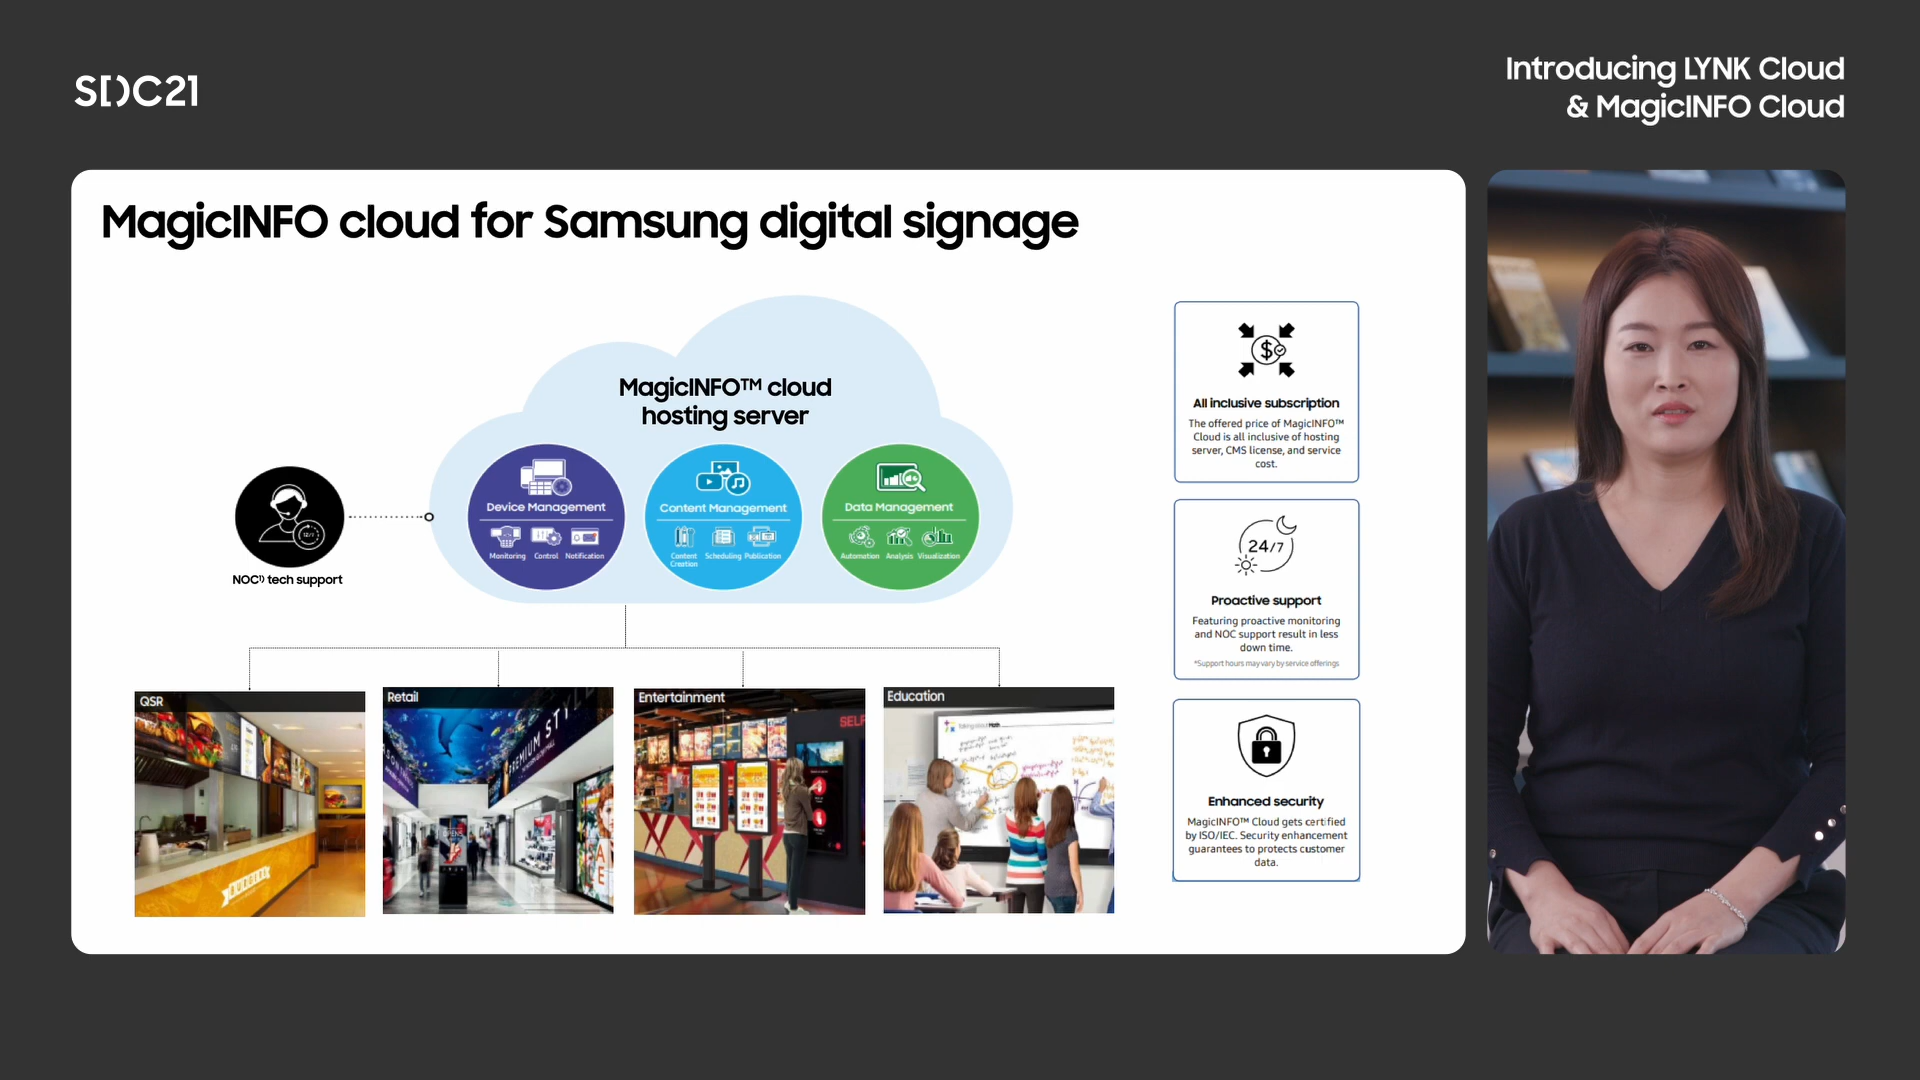 SDC21
Introducing LYNK Cloud
& MagicINFO Cloud
MagicINFO cloud for Samsung digital signage
MagicINFO™ cloud
hosting server
Device Management
Monitoring Control Notification
Content Management
Content Creation Scheduling Publication
Data Management
Automation Analysis Visualization
NOC¹⁾ tech support
QSR
Retail
PREMIUM STYL
Entertainment
SELF
Education
All inclusive subscription
The offered price of MagicINFO™
Cloud is all inclusive of hosting
server, CMS license, and service
cost.
24/7
Proactive support
Featuring proactive monitoring
and NOC support result in less
down time.
*Support hours may vary by service offerings
Enhanced security
MagicINFO™ Cloud gets certified
by ISO/IEC. Security enhancement
guarantees to protects customer
data.